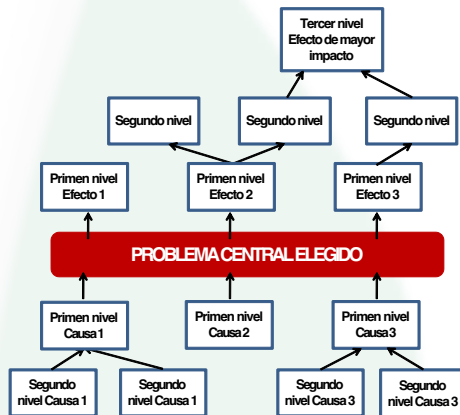 Tercer nivel
Efecto de mayor
impacto
Segundo nivel
Segundo nivel
Segundo nivel
Primen nivel
Efecto 1
Primen nivel
Efecto 2
Primen nivel
Efecto 3
PROBLEMA CENTRAL ELEGIDO
Primen nivel
Causa 1
Primen nivel
Causa 2
Primen nivel
Causa 3
Segundo
nivel Causa 1
Segundo
nivel Causa 1
Segundo
nivel Causa 3
Segundo
nivel Causa 3